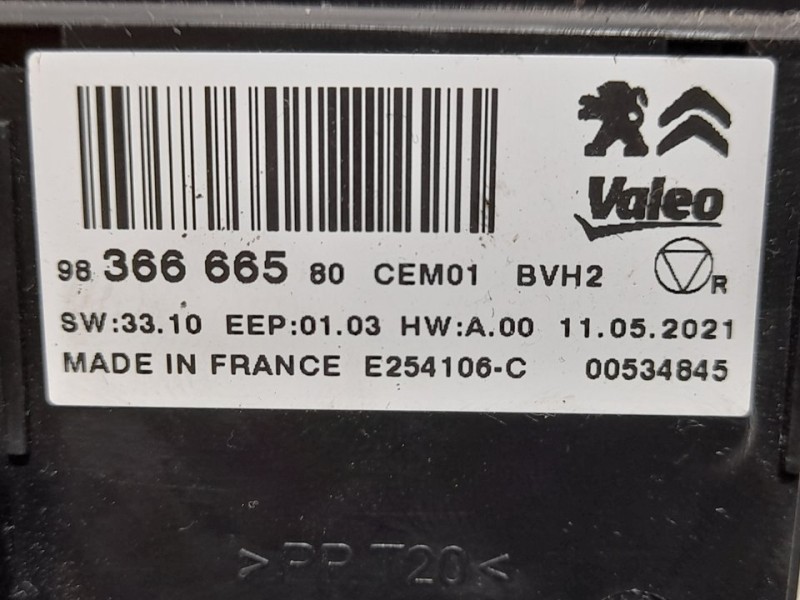 Valeo
98 366 665 80 CEM01 BVH2 R
SW:33.10 EEP:01.03 HW:A.00 11.05.2021
MADE IN FRANCE E254106-C 00534845
>PP T20<